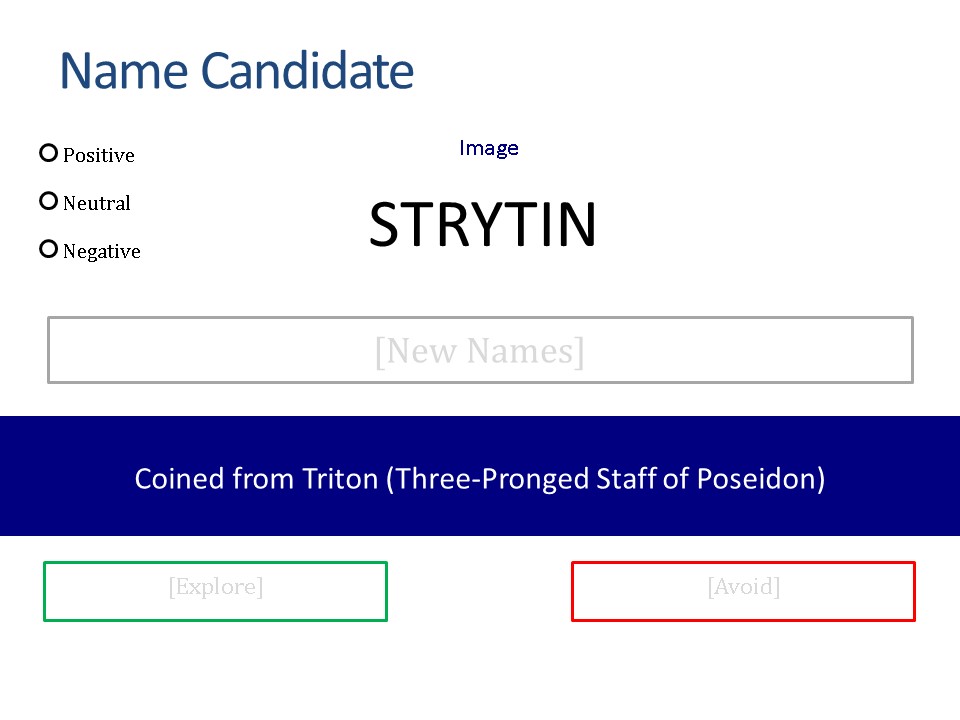 Name Candidate
Image
Positive
STRYTIN
Neutral
Negative
[New Names]
Coined from Triton (Three-Pronged Staff of Poseidon)
[Explore]
[Avoid]